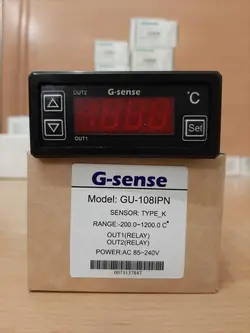 OUT2
G-sense
°C
Set
OUT1
G-sense
Model: GU-108IPN
SENSOR: TYPE_K
RANGE:-200.0~1200.0 C°
OUT1(RELAY)
OUT2(RELAY)
POWER:AC 85~240V